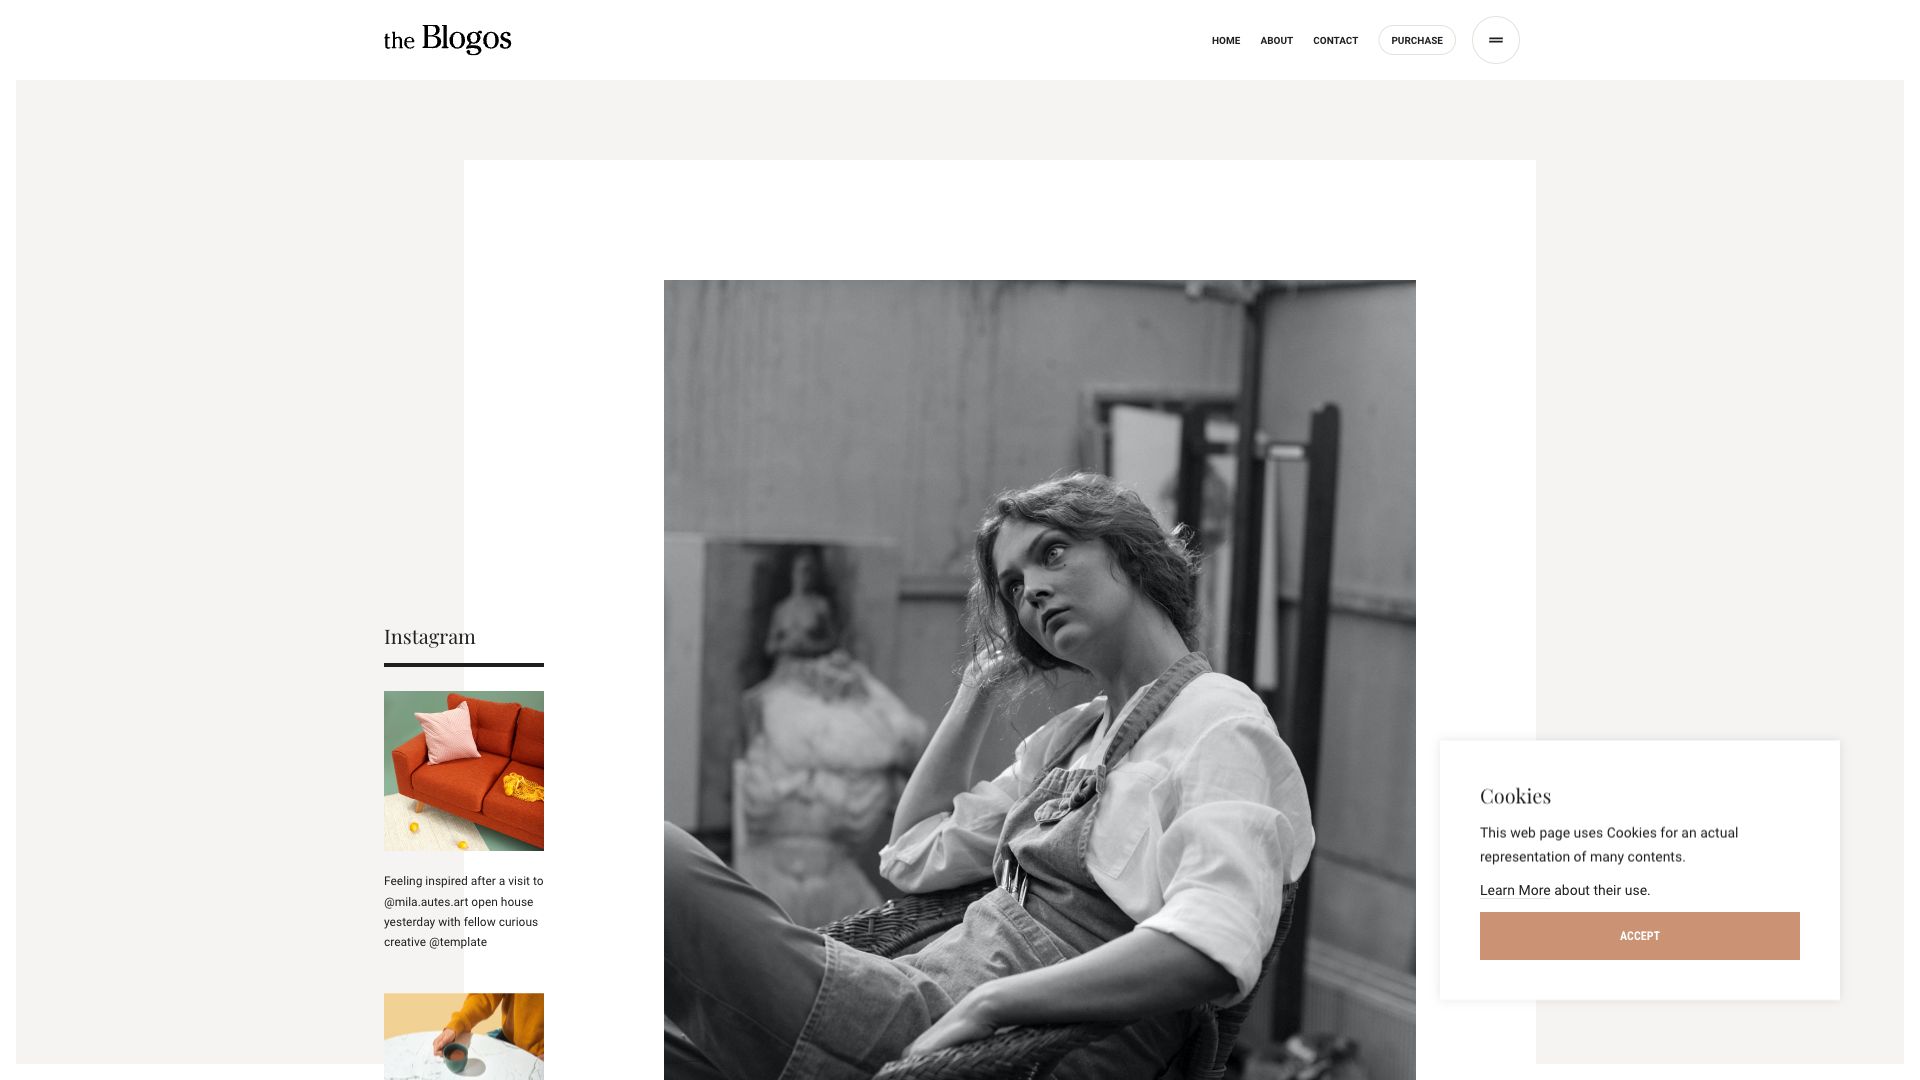 the Blogos
HOME
ABOUT
CONTACT
PURCHASE
Instagram
Feeling inspired after a visit to
@mila.autes.art open house
yesterday with fellow curious
creative @template
Cookies
This web page uses Cookies for an actual
representation of many contents.
Learn More about their use.
ACCEPT